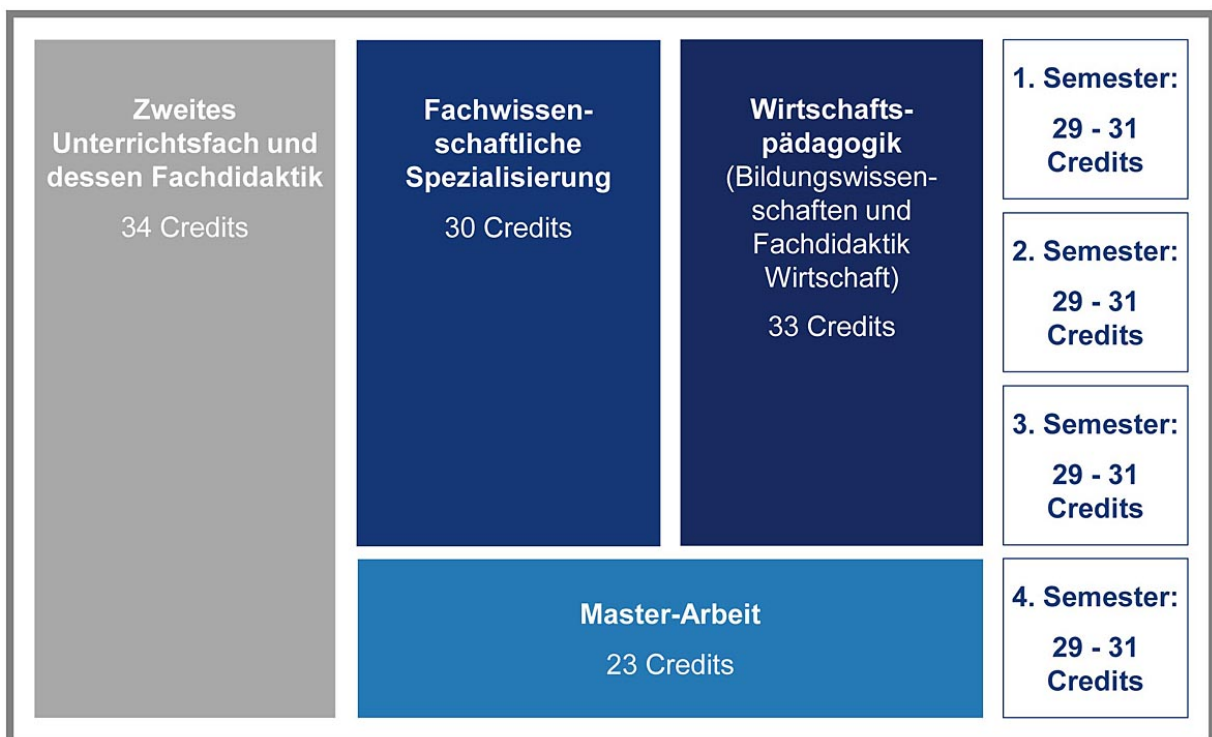 Zweites
Unterrichtsfach und
dessen Fachdidaktik
34 Credits
Fachwissen-
schaftliche
Spezialisierung
30 Credits
Wirtschafts-
pädagogik
(Bildungswissen-
schaften und
Fachdidaktik
Wirtschaft)
33 Credits
Master-Arbeit
23 Credits
1. Semester:
29 - 31
Credits
2. Semester:
29 - 31
Credits
3. Semester:
29 - 31
Credits
4. Semester:
29 - 31
Credits